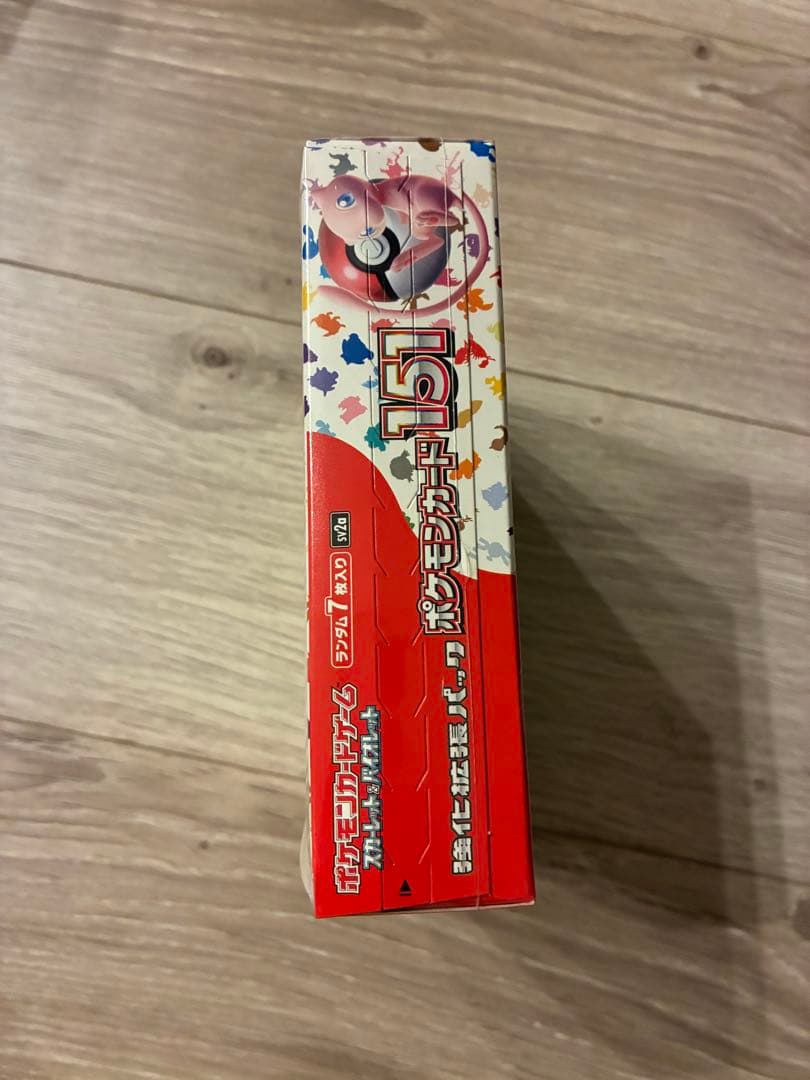 ポケモンカードゲーム
スカーレット&バイオレット
ランダム7枚入り
SV2a
強化拡張パック
ポケモンカード151